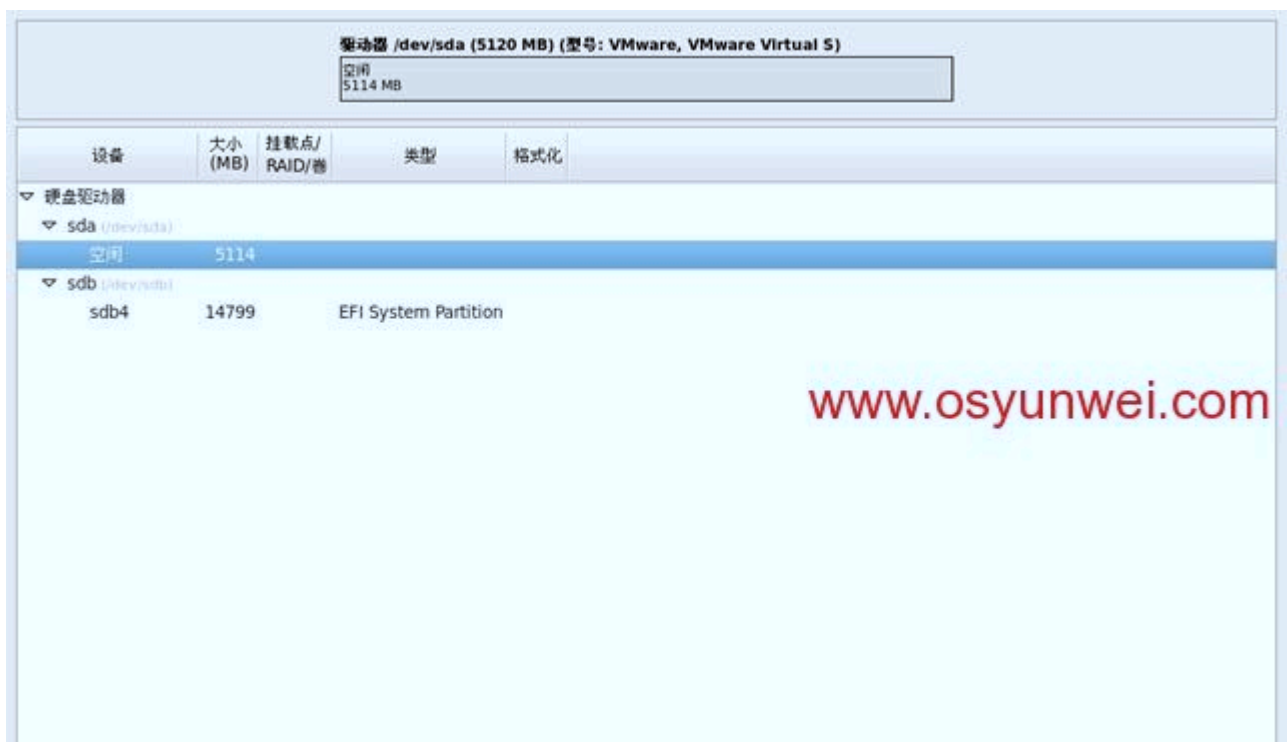 驱动器 /dev/sda (5120 MB) (型号: VMware, VMware Virtual S)
空闲
5114 MB
设备 大小 (MB) 挂载点/ RAID/卷 类型 格式化
硬盘驱动器
sda (/dev/sda)
空闲 5114
sdb (/dev/sdb)
sdb4 14799 EFI System Partition
www.osyunwei.com